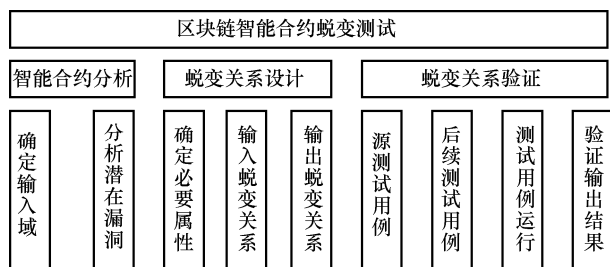 区块链智能合约蜕变测试
智能合约分析
蜕变关系设计
蜕变关系验证
确定输入域
分析潜在漏洞
确定必要属性
输入蜕变关系
输出蜕变关系
源测试用例
后续测试用例
测试用例运行
验证输出结果